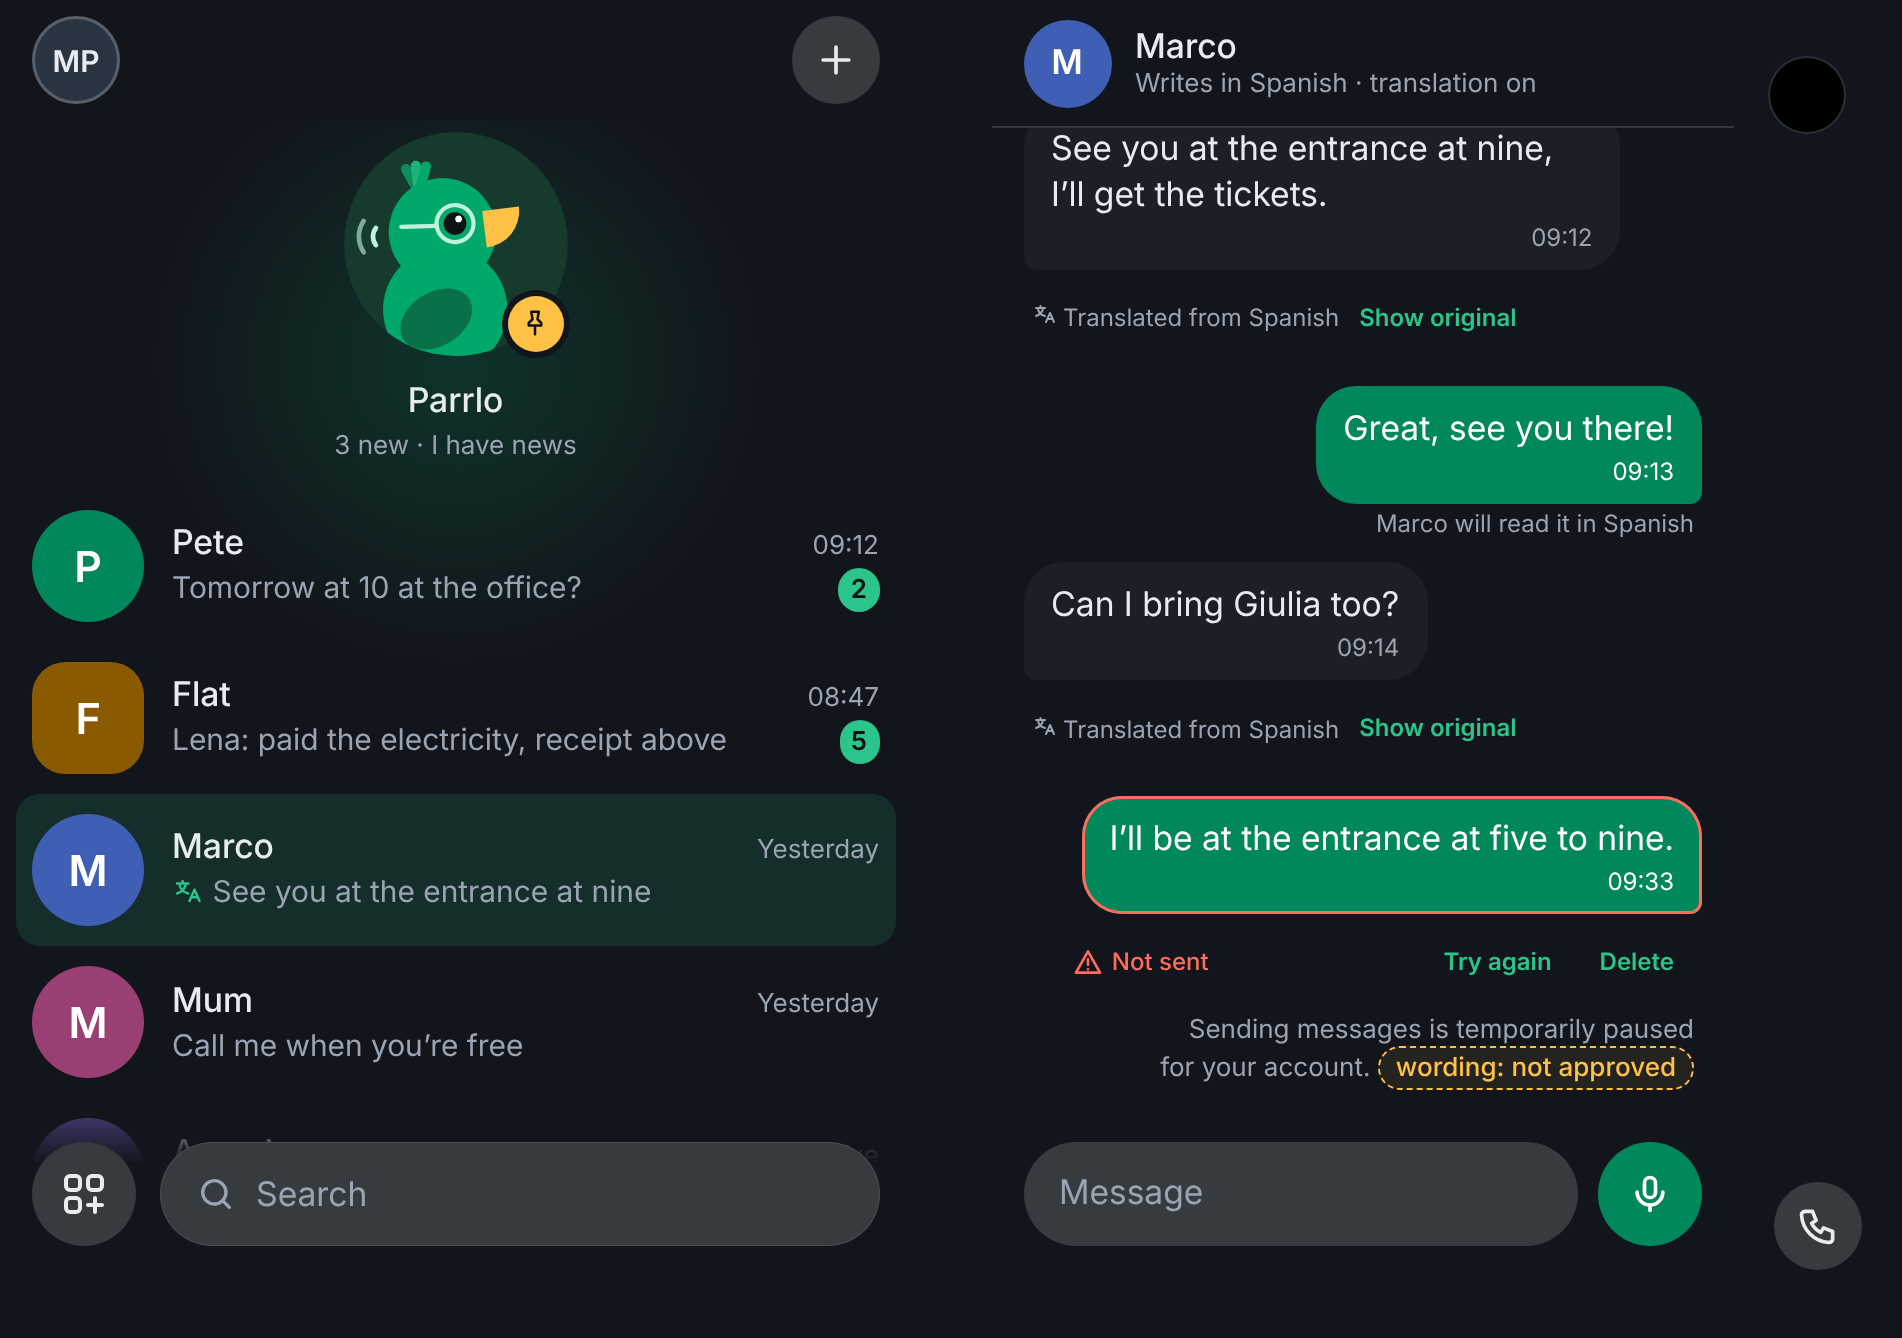 MP
Parrlo
3 new · I have news
P
Pete
09:12
Tomorrow at 10 at the office?
2
F
Flat
08:47
Lena: paid the electricity, receipt above
5
M
Marco
Yesterday
See you at the entrance at nine
M
Mum
Yesterday
Call me when you’re free
Search
M
Marco
Writes in Spanish · translation on
See you at the entrance at nine,
I’ll get the tickets.
09:12
Translated from Spanish Show original
Great, see you there!
09:13
Marco will read it in Spanish
Can I bring Giulia too?
09:14
Translated from Spanish Show original
I’ll be at the entrance at five to nine.
09:33
Not sent Try again Delete
Sending messages is temporarily paused
for your account. wording: not approved
Message